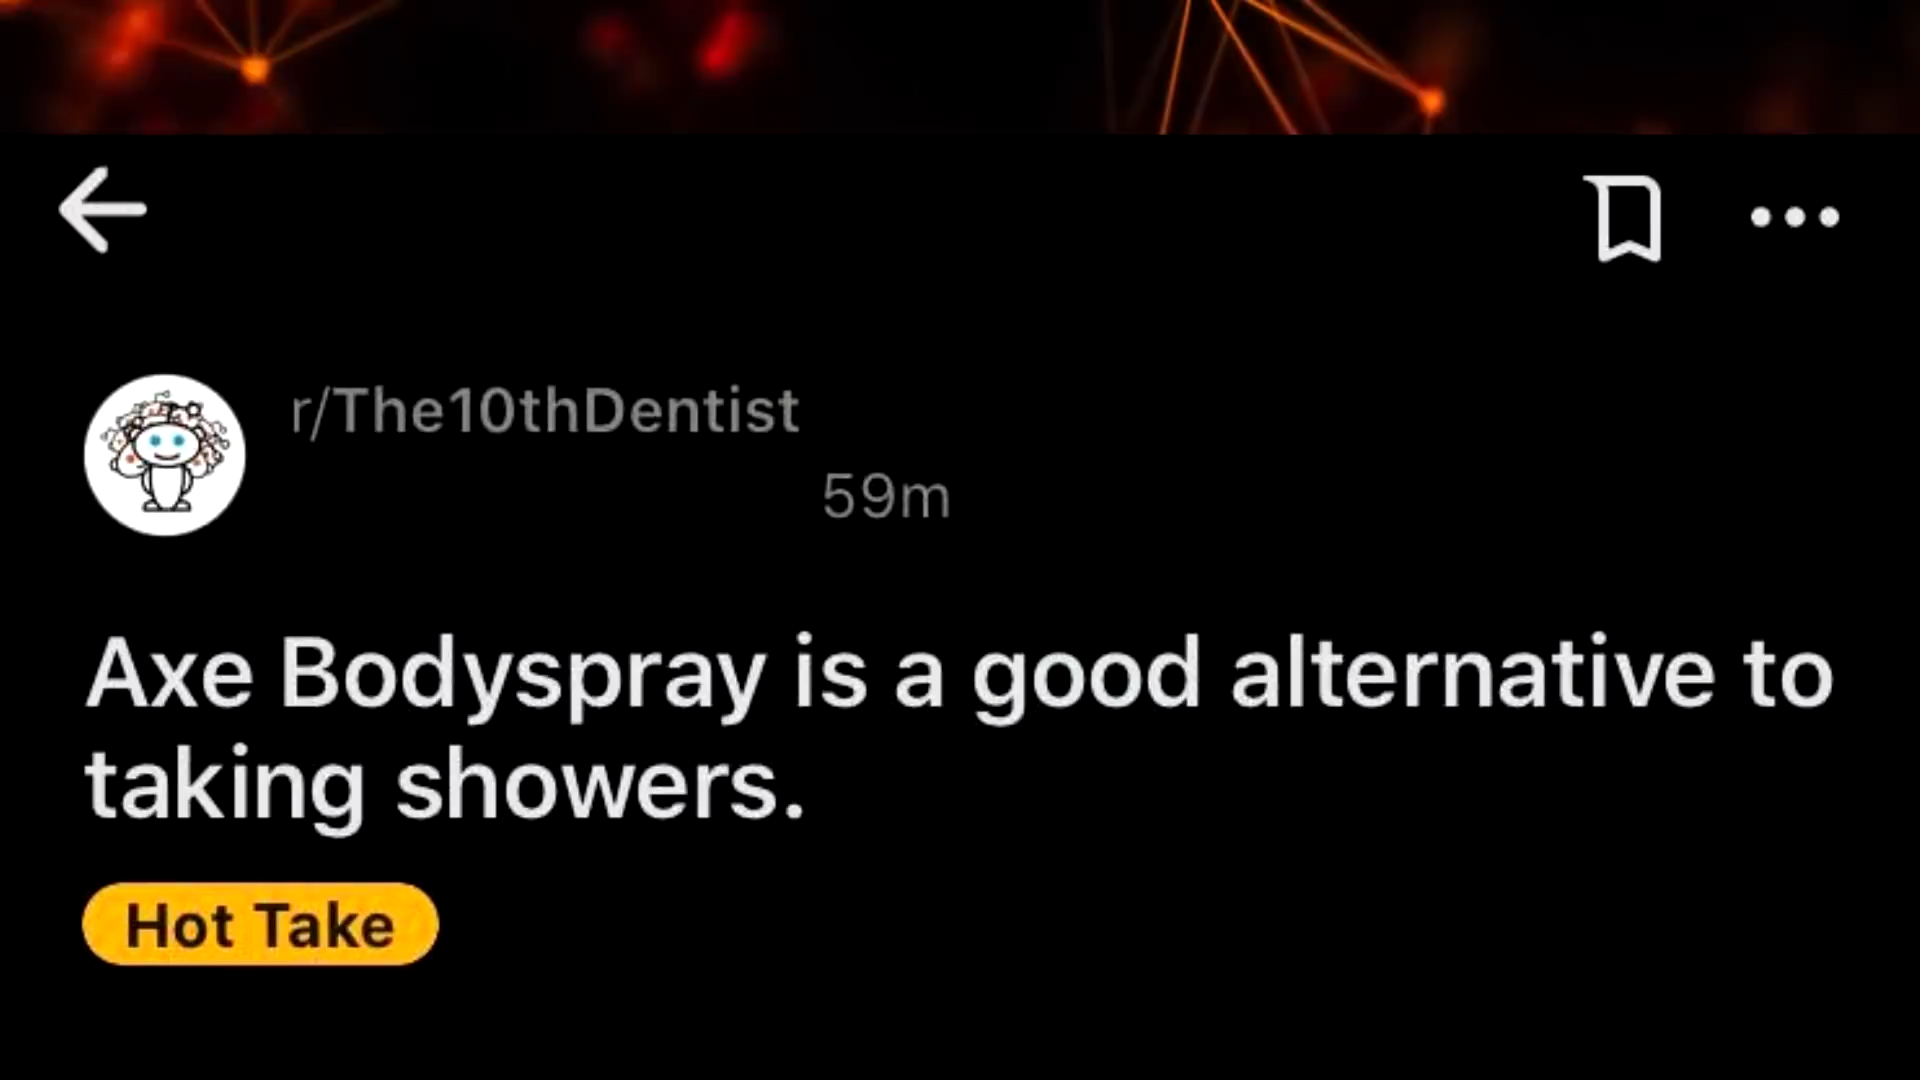 r/The10thDentist
59m
Axe Bodyspray is a good alternative to
taking showers.
Hot Take